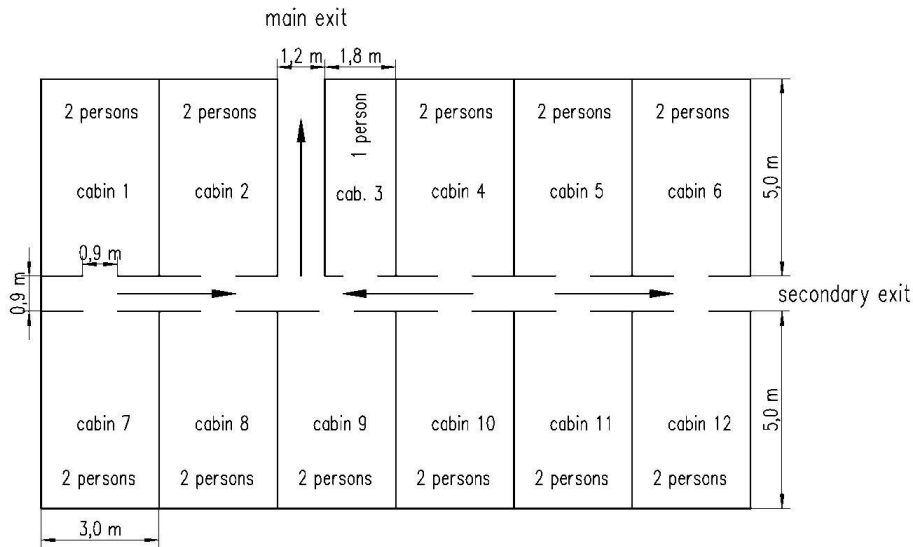 main exit
1,2 m
1,8 m
2 persons
2 persons
1 person
2 persons
2 persons
2 persons
cabin 1
cabin 2
cab. 3
cabin 4
cabin 5
cabin 6
5,0 m
0,9 m
0,9 m
secondary exit
cabin 7
cabin 8
cabin 9
cabin 10
cabin 11
cabin 12
5,0 m
2 persons
2 persons
2 persons
2 persons
2 persons
2 persons
3,0 m